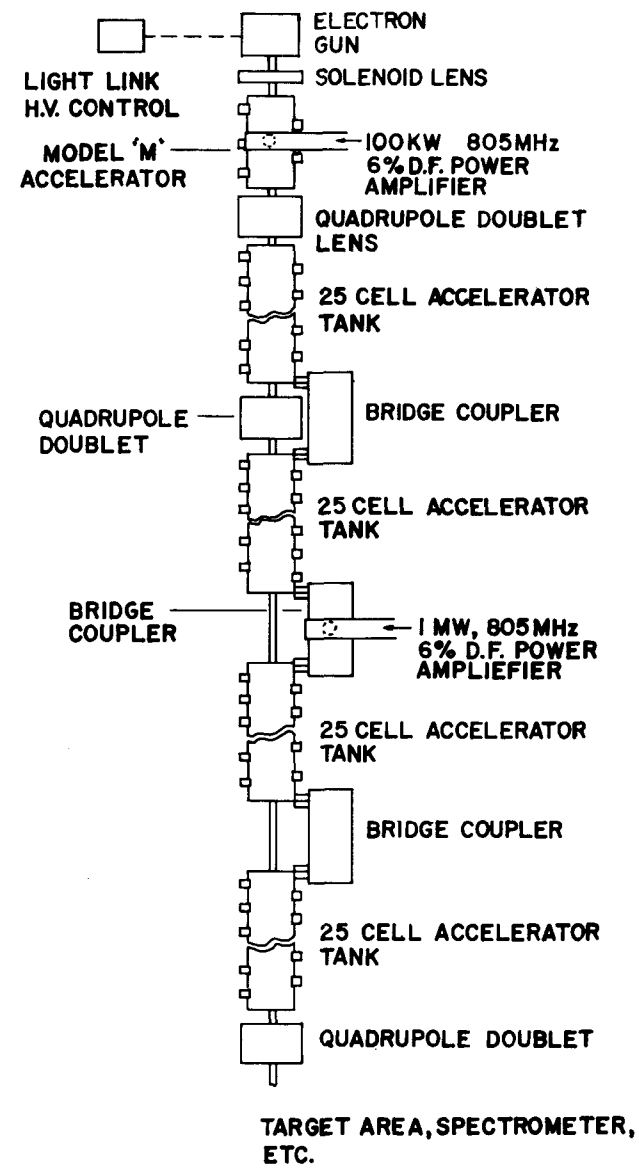 ELECTRON
GUN
LIGHT LINK
H.V. CONTROL
SOLENOID LENS
MODEL 'M'
ACCELERATOR
100KW 805MHz
6% D.F. POWER
AMPLIFIER
QUADRUPOLE DOUBLET
LENS
25 CELL ACCELERATOR
TANK
QUADRUPOLE
DOUBLET
BRIDGE COUPLER
25 CELL ACCELERATOR
TANK
BRIDGE
COUPLER
1 MW, 805MHz
6% D.F. POWER
AMPLIEFIER
25 CELL ACCELERATOR
TANK
BRIDGE COUPLER
25 CELL ACCELERATOR
TANK
QUADRUPOLE DOUBLET
TARGET AREA, SPECTROMETER,
ETC.